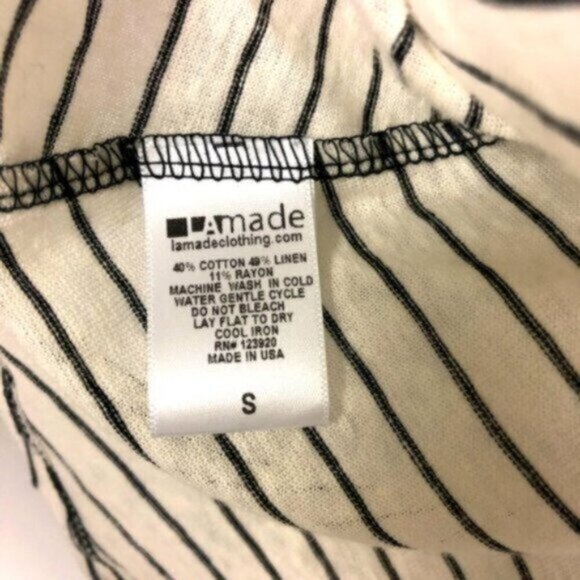 LAmade
lamadeclothing.com
40% COTTON 49% LINEN
11% RAYON
MACHINE WASH IN COLD
WATER GENTLE CYCLE
DO NOT BLEACH
LAY FLAT TO DRY
COOL IRON
RN# 123920
MADE IN USA
S